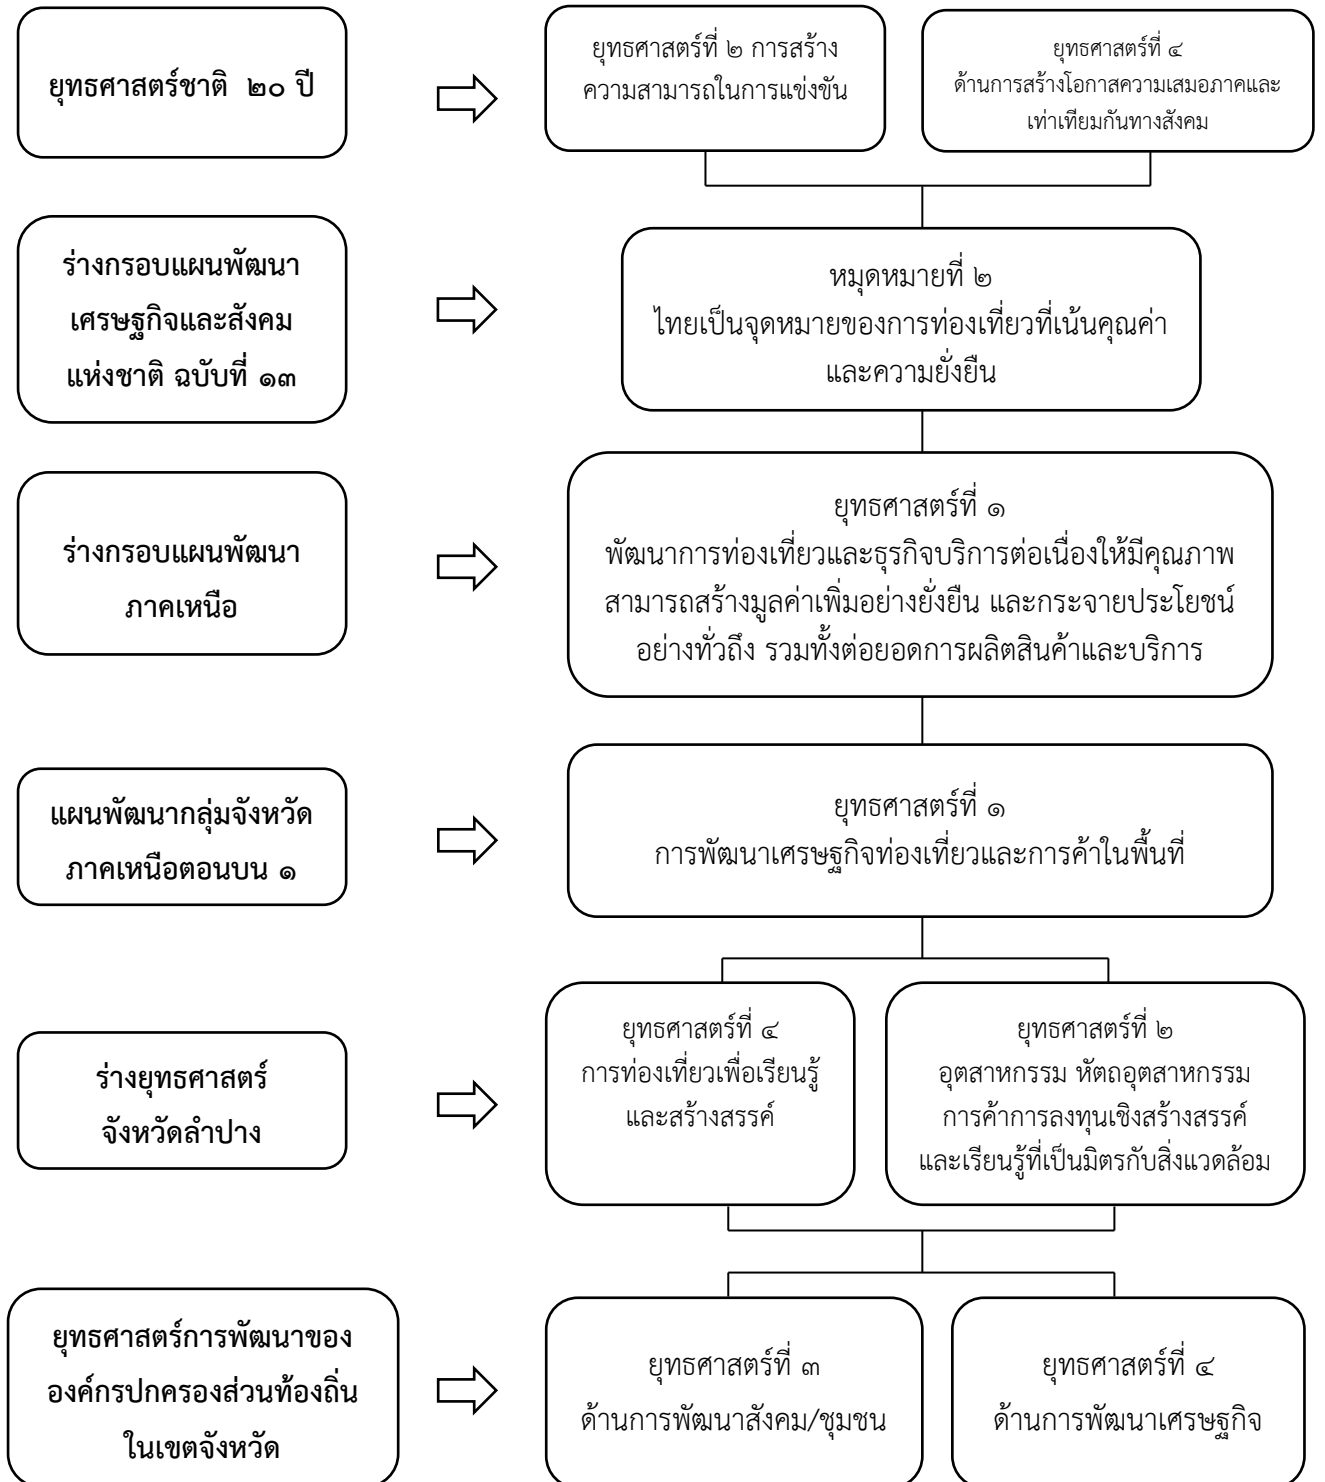 ยุทธศาสตร์ชาติ ๒๐ ปี
ยุทธศาสตร์ที่ ๒ การสร้าง
ความสามารถในการแข่งขัน
ยุทธศาสตร์ที่ ๔
ด้านการสร้างโอกาสความเสมอภาคและ
เท่าเทียมกันทางสังคม
ร่างกรอบแผนพัฒนา
เศรษฐกิจและสังคม
แห่งชาติ ฉบับที่ ๑๓
หมุดหมายที่ ๒
ไทยเป็นจุดหมายของการท่องเที่ยวที่เน้นคุณค่า
และความยั่งยืน
ร่างกรอบแผนพัฒนา
ภาคเหนือ
ยุทธศาสตร์ที่ ๑
พัฒนาการท่องเที่ยวและธุรกิจบริการต่อเนื่องให้มีคุณภาพ
สามารถสร้างมูลค่าเพิ่มอย่างยั่งยืน และกระจายประโยชน์
อย่างทั่วถึง รวมทั้งต่อยอดการผลิตสินค้าและบริการ
แผนพัฒนากลุ่มจังหวัด
ภาคเหนือตอนบน ๑
ยุทธศาสตร์ที่ ๑
การพัฒนาเศรษฐกิจท่องเที่ยวและการค้าในพื้นที่
ร่างยุทธศาสตร์
จังหวัดลำปาง
ยุทธศาสตร์ที่ ๔
การท่องเที่ยวเพื่อเรียนรู้
และสร้างสรรค์
ยุทธศาสตร์ที่ ๒
อุตสาหกรรม หัตถอุตสาหกรรม
การค้าการลงทุนเชิงสร้างสรรค์
และเรียนรู้ที่เป็นมิตรกับสิ่งแวดล้อม
ยุทธศาสตร์การพัฒนาของ
องค์กรปกครองส่วนท้องถิ่น
ในเขตจังหวัด
ยุทธศาสตร์ที่ ๓
ด้านการพัฒนาสังคม/ชุมชน
ยุทธศาสตร์ที่ ๔
ด้านการพัฒนาเศรษฐกิจ